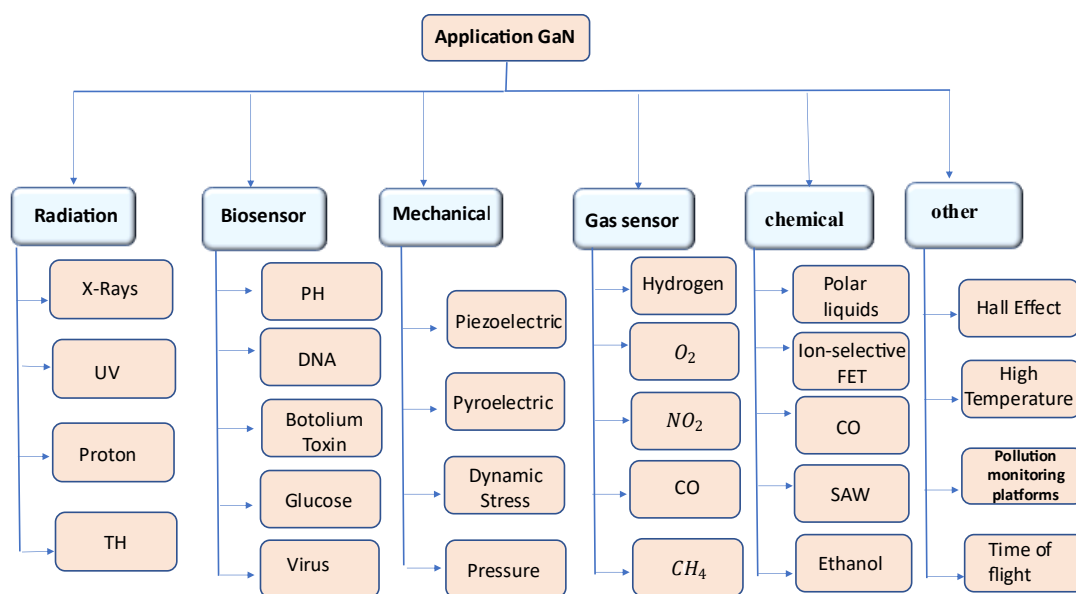 Application GaN
Radiation
X-Rays
UV
Proton
TH
Biosensor
PH
DNA
Botolium
Toxin
Glucose
Virus
Mechanical
Piezoelectric
Pyroelectric
Dynamic
Stress
Pressure
Gas sensor
Hydrogen
O₂
NO₂
CO
CH₄
chemical
Polar
liquids
Ion-selective
FET
CO
SAW
Ethanol
other
Hall Effect
High
Temperature
Pollution
monitoring
platforms
Time of
flight